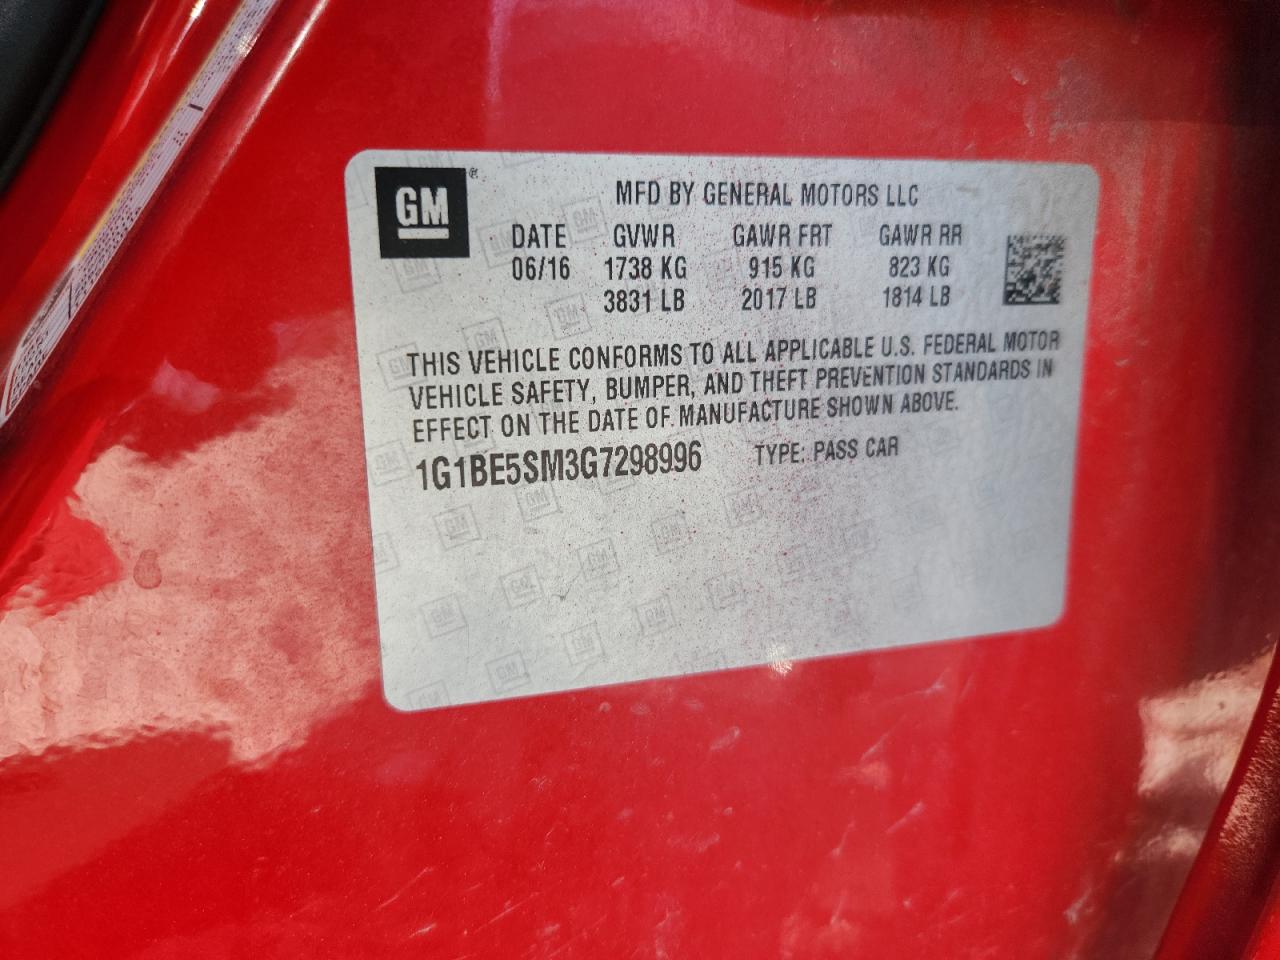 GM®
MFD BY GENERAL MOTORS LLC
DATE GVWR GAWR FRT GAWR RR
06/16 1738 KG 915 KG 823 KG
3831 LB 2017 LB 1814 LB
THIS VEHICLE CONFORMS TO ALL APPLICABLE U.S. FEDERAL MOTOR
VEHICLE SAFETY, BUMPER, AND THEFT PREVENTION STANDARDS IN
EFFECT ON THE DATE OF MANUFACTURE SHOWN ABOVE.
1G1BE5SM3G7298996 TYPE: PASS CAR